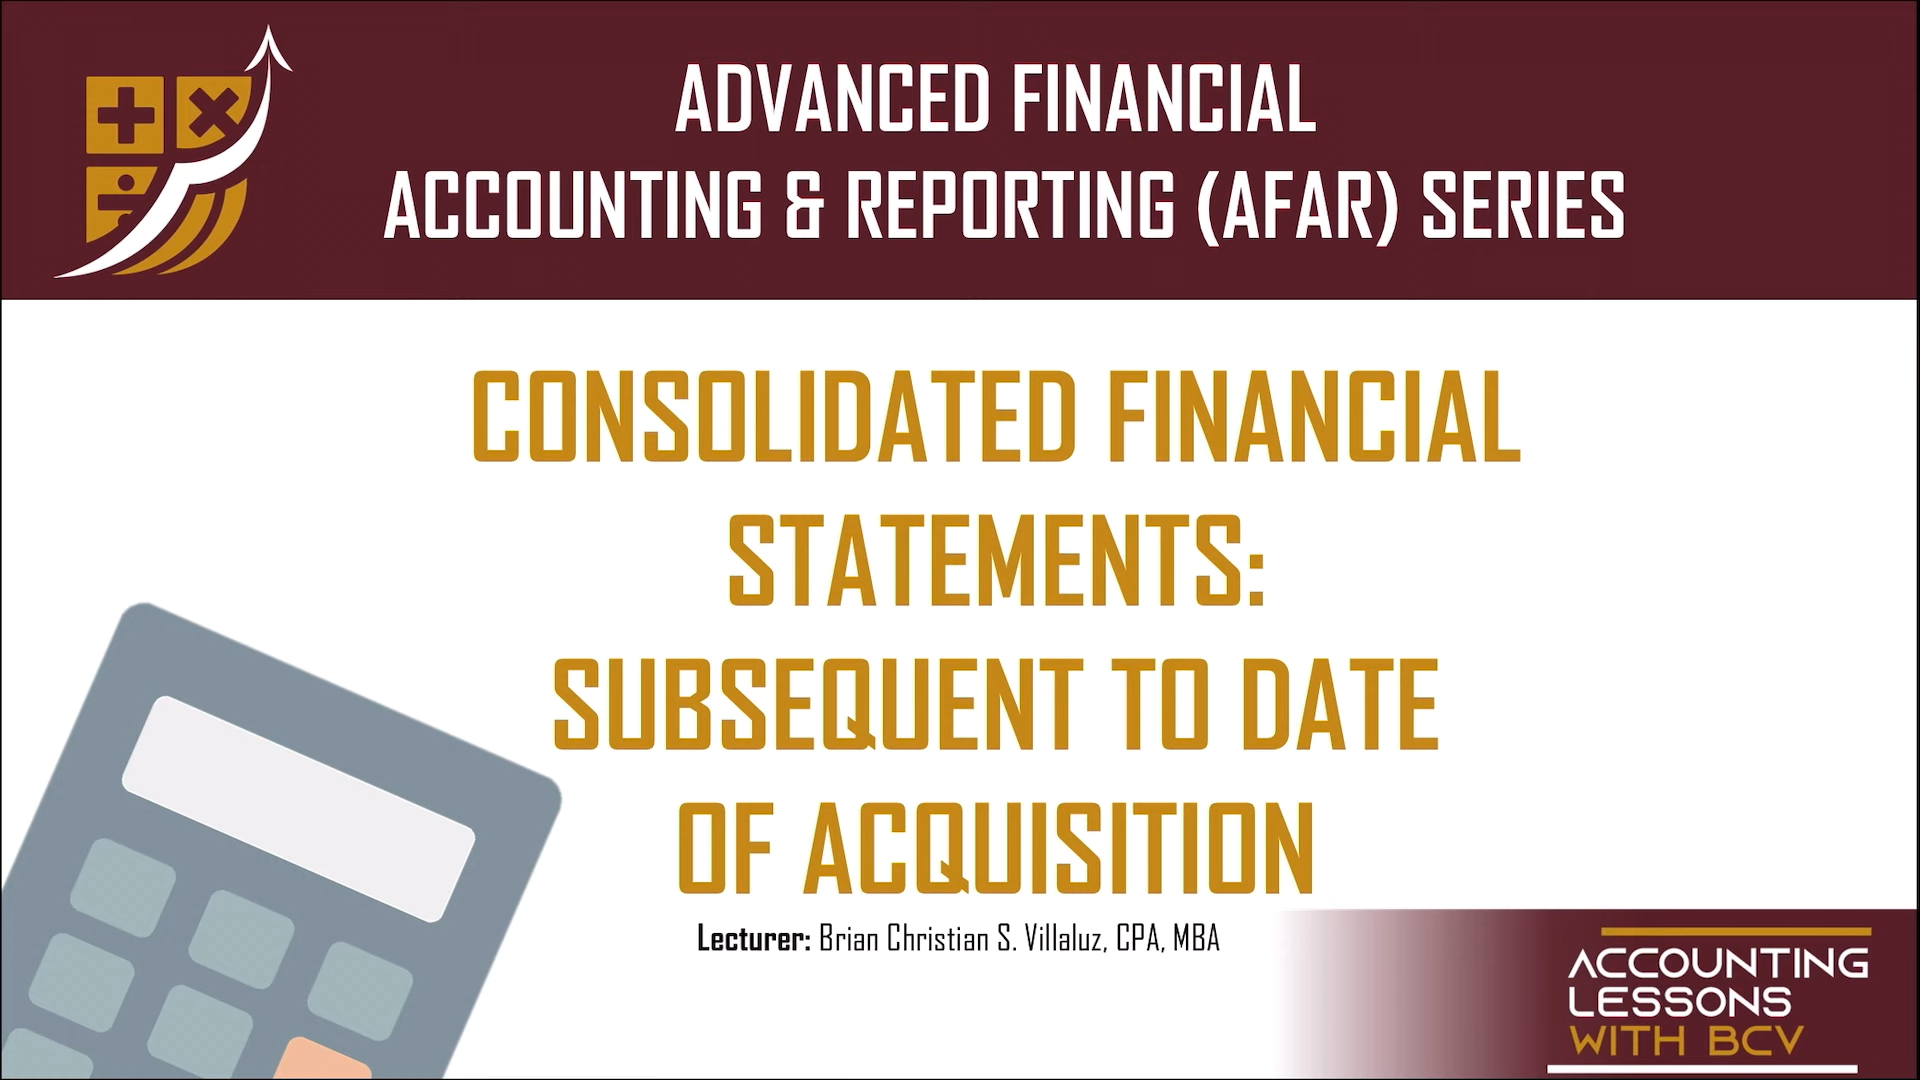 ADVANCED FINANCIAL
ACCOUNTING & REPORTING (AFAR) SERIES
CONSOLIDATED FINANCIAL
STATEMENTS:
SUBSEQUENT TO DATE
OF ACQUISITION
Lecturer: Brian Christian S. Villaluz, CPA, MBA
ACCOUNTING
LESSONS
WITH BCV